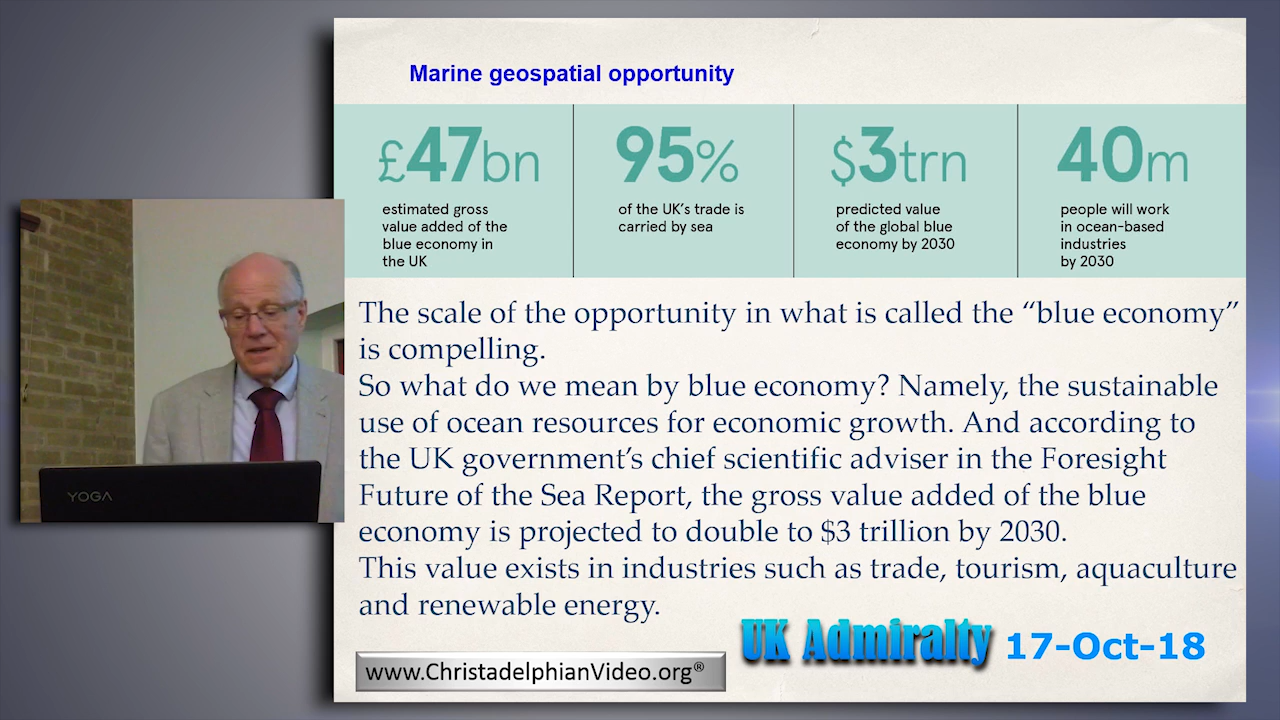 Marine geospatial opportunity
£47bn
estimated gross
value added of the
blue economy in
the UK
95%
of the UK's trade is
carried by sea
$3trn
predicted value
of the global blue
economy by 2030
40m
people will work
in ocean-based
industries
by 2030
The scale of the opportunity in what is called the “blue economy”
is compelling.
So what do we mean by blue economy? Namely, the sustainable
use of ocean resources for economic growth. And according to
the UK government’s chief scientific adviser in the Foresight
Future of the Sea Report, the gross value added of the blue
economy is projected to double to $3 trillion by 2030.
This value exists in industries such as trade, tourism, aquaculture
and renewable energy.
UK Admiralty 17-Oct-18
www.ChristadelphianVideo.org®
YOGA